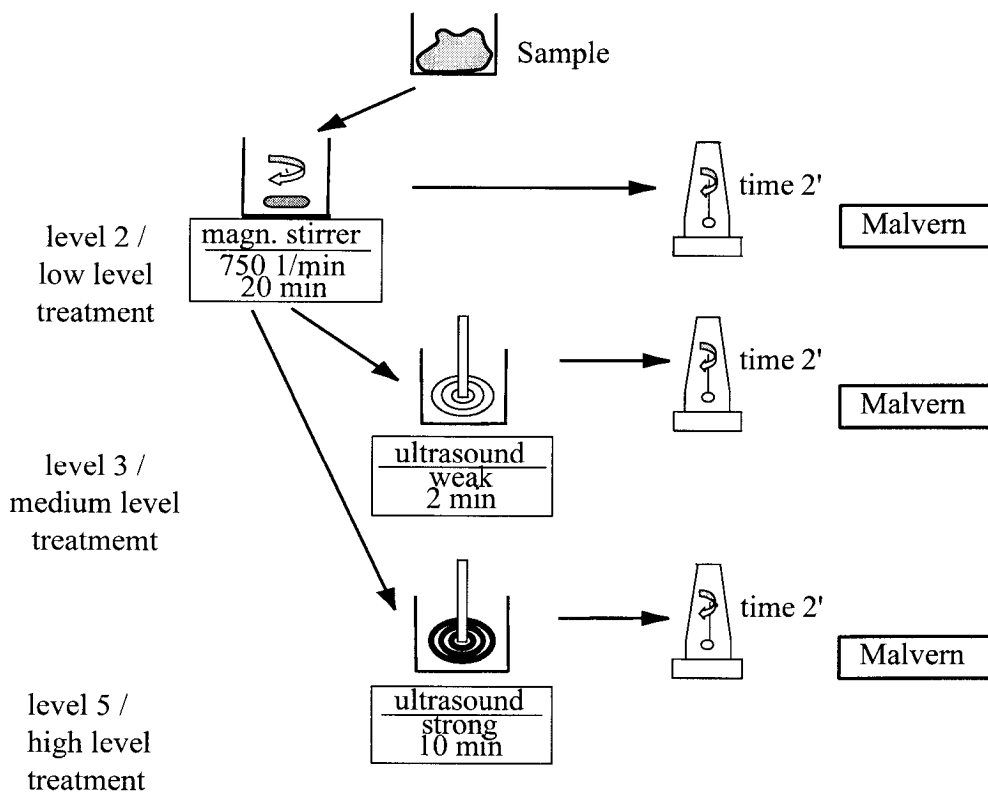 Sample
time 2'
Malvern
level 2 /
low level
treatment
magn. stirrer
750 1/min
20 min
time 2'
Malvern
level 3 /
medium level
treatmemt
ultrasound
weak
2 min
time 2'
Malvern
level 5 /
high level
treatment
ultrasound
strong
10 min